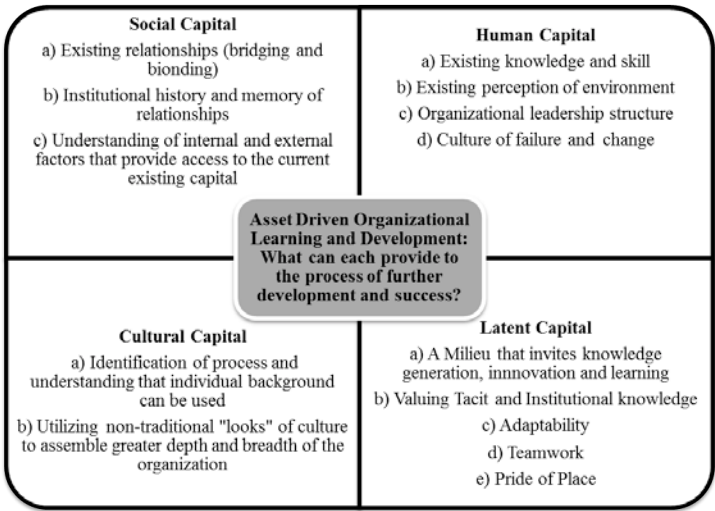 Social Capital
a) Existing relationships (bridging and
bionding)
b) Institutional history and memory of
relationships
c) Understanding of internal and external
factors that provide access to the current
existing capital
Human Capital
a) Existing knowledge and skill
b) Existing perception of environment
c) Organizational leadership structure
d) Culture of failure and change
Asset Driven Organizational
Learning and Development:
What can each provide to
the process of further
development and success?
Cultural Capital
a) Identification of process and
understanding that individual background
can be used
b) Utilizing non-traditional "looks" of culture
to assemble greater depth and breadth of the
organization
Latent Capital
a) A Milieu that invites knowledge
generation, innnovation and learning
b) Valuing Tacit and Institutional knowledge
c) Adaptability
d) Teamwork
e) Pride of Place